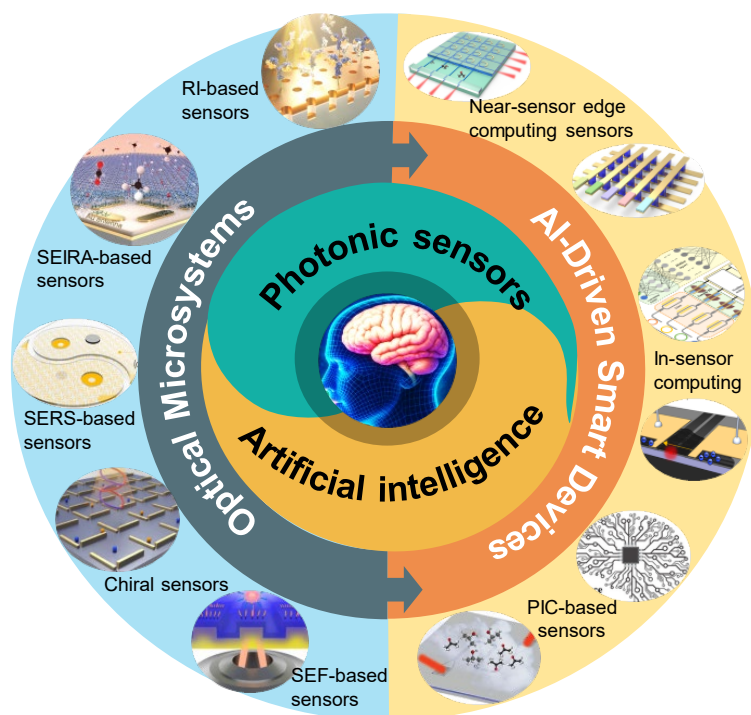 RI-based
sensors
SEIRA-based
sensors
SERS-based
sensors
Chiral sensors
SEF-based
sensors
Near-sensor edge
computing sensors
In-sensor
computing
PIC-based
sensors
Optical Microsystems
AI-Driven Smart Devices
Photonic sensors
Artificial intelligence